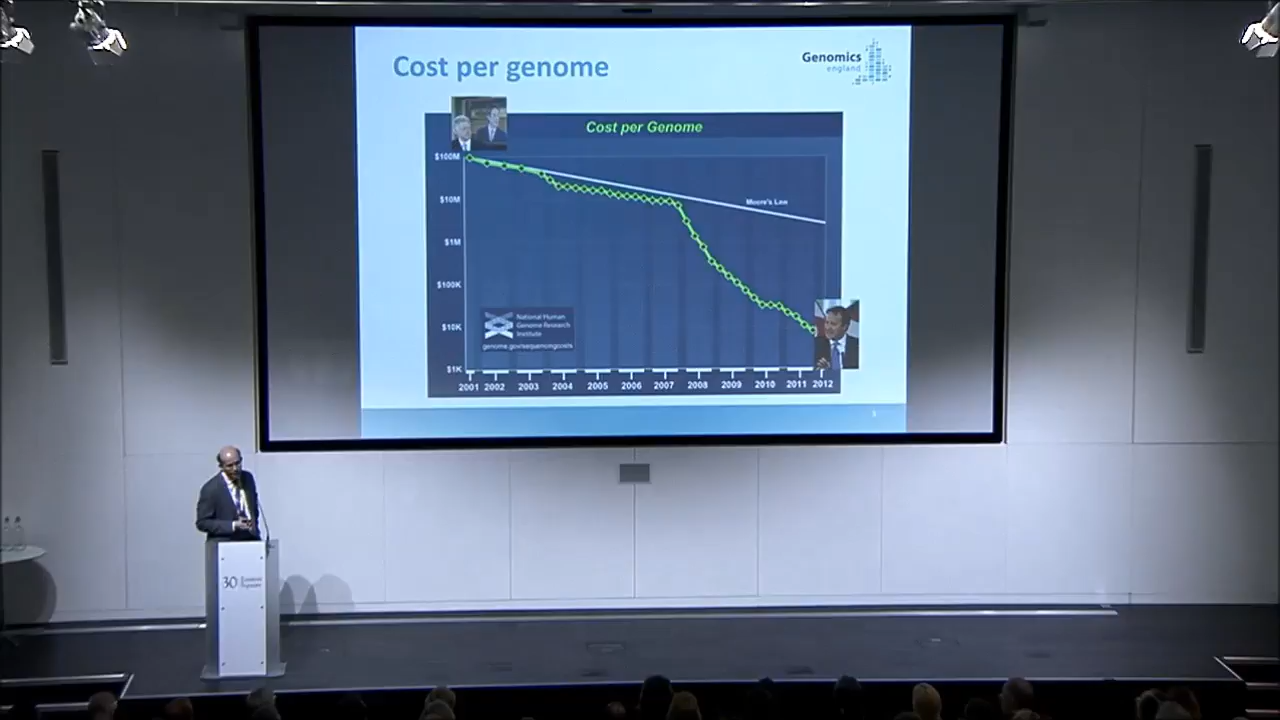 Cost per genome
Genomics
england
Cost per Genome
$100M
$10M
$1M
$100K
$10K
$1K
Moore's Law
National Human
Genome Research
Institute
genome.gov/sequencingcosts
2001 2002 2003 2004 2005 2006 2007 2008 2009 2010 2011 2012
30